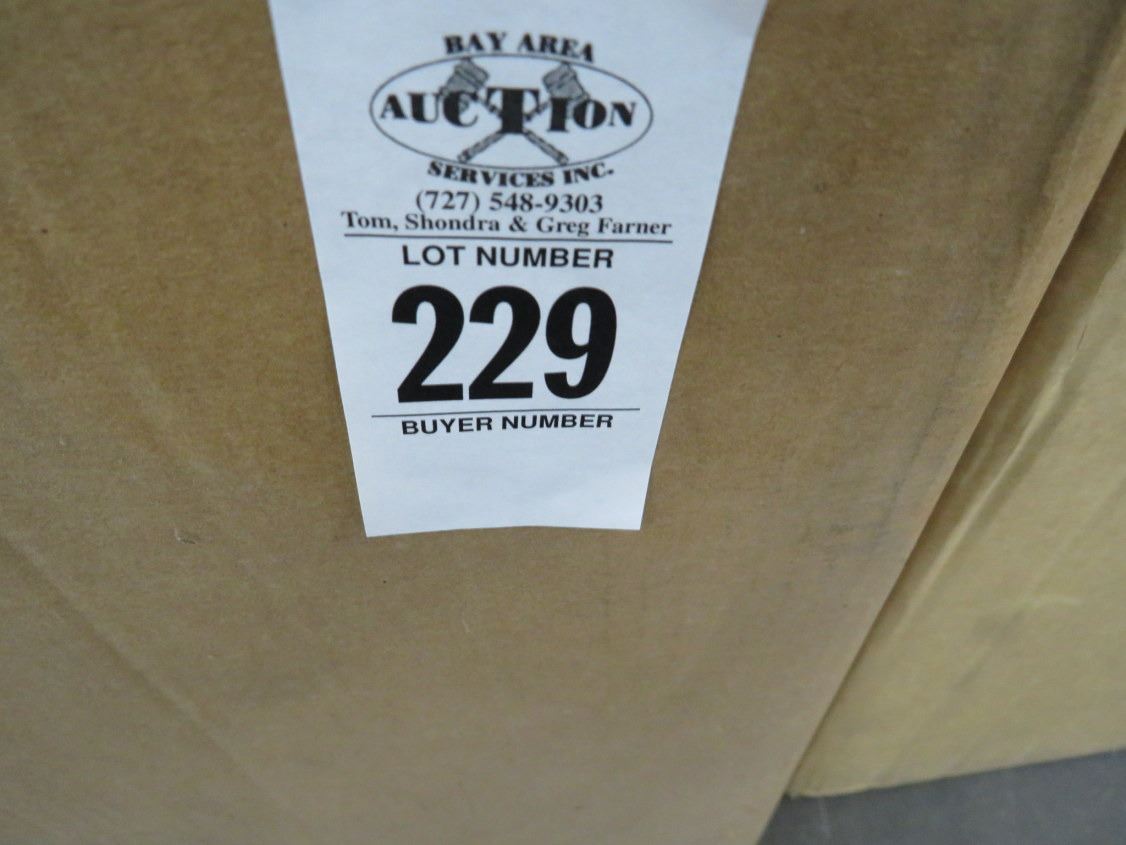 BAY AREA
AUCTION
SERVICES INC.
(727) 548-9303
Tom, Shondra & Greg Farner
LOT NUMBER
229
BUYER NUMBER